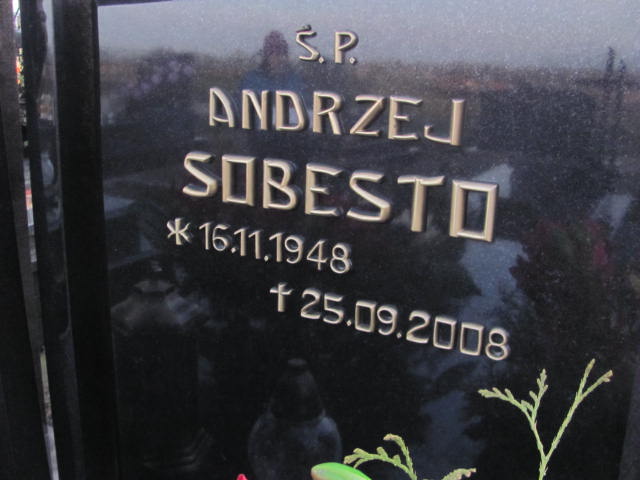 Ś.P.
ANDRZEJ
SOBESTO
* 16.11.1948
† 25.09.2008